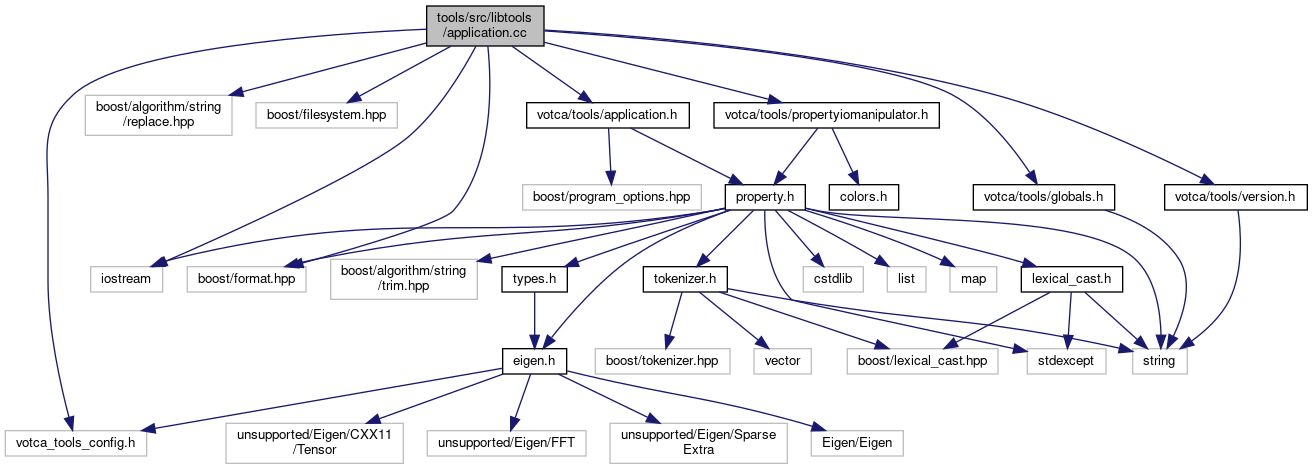 tools/src/libtools
/application.cc
boost/algorithm/string
/replace.hpp
boost/filesystem.hpp
votca/tools/application.h
votca/tools/propertyiomanipulator.h
boost/program_options.hpp
property.h
colors.h
votca/tools/globals.h
votca/tools/version.h
iostream
boost/format.hpp
boost/algorithm/string
/trim.hpp
types.h
tokenizer.h
cstdlib
list
map
lexical_cast.h
eigen.h
boost/tokenizer.hpp
vector
boost/lexical_cast.hpp
stdexcept
string
votca_tools_config.h
unsupported/Eigen/CXX11
/Tensor
unsupported/Eigen/FFT
unsupported/Eigen/Sparse
Extra
Eigen/Eigen